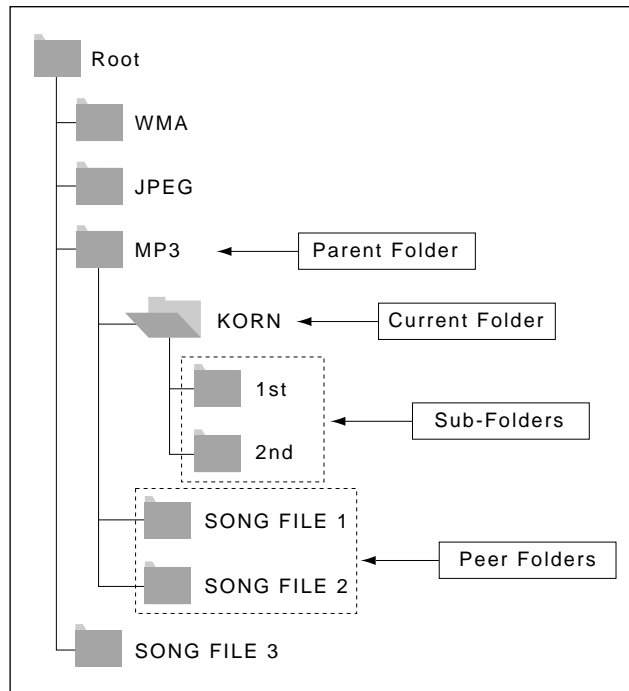 Root
WMA
JPEG
MP3
Parent Folder
KORN
Current Folder
1st
Sub-Folders
2nd
SONG FILE 1
Peer Folders
SONG FILE 2
SONG FILE 3